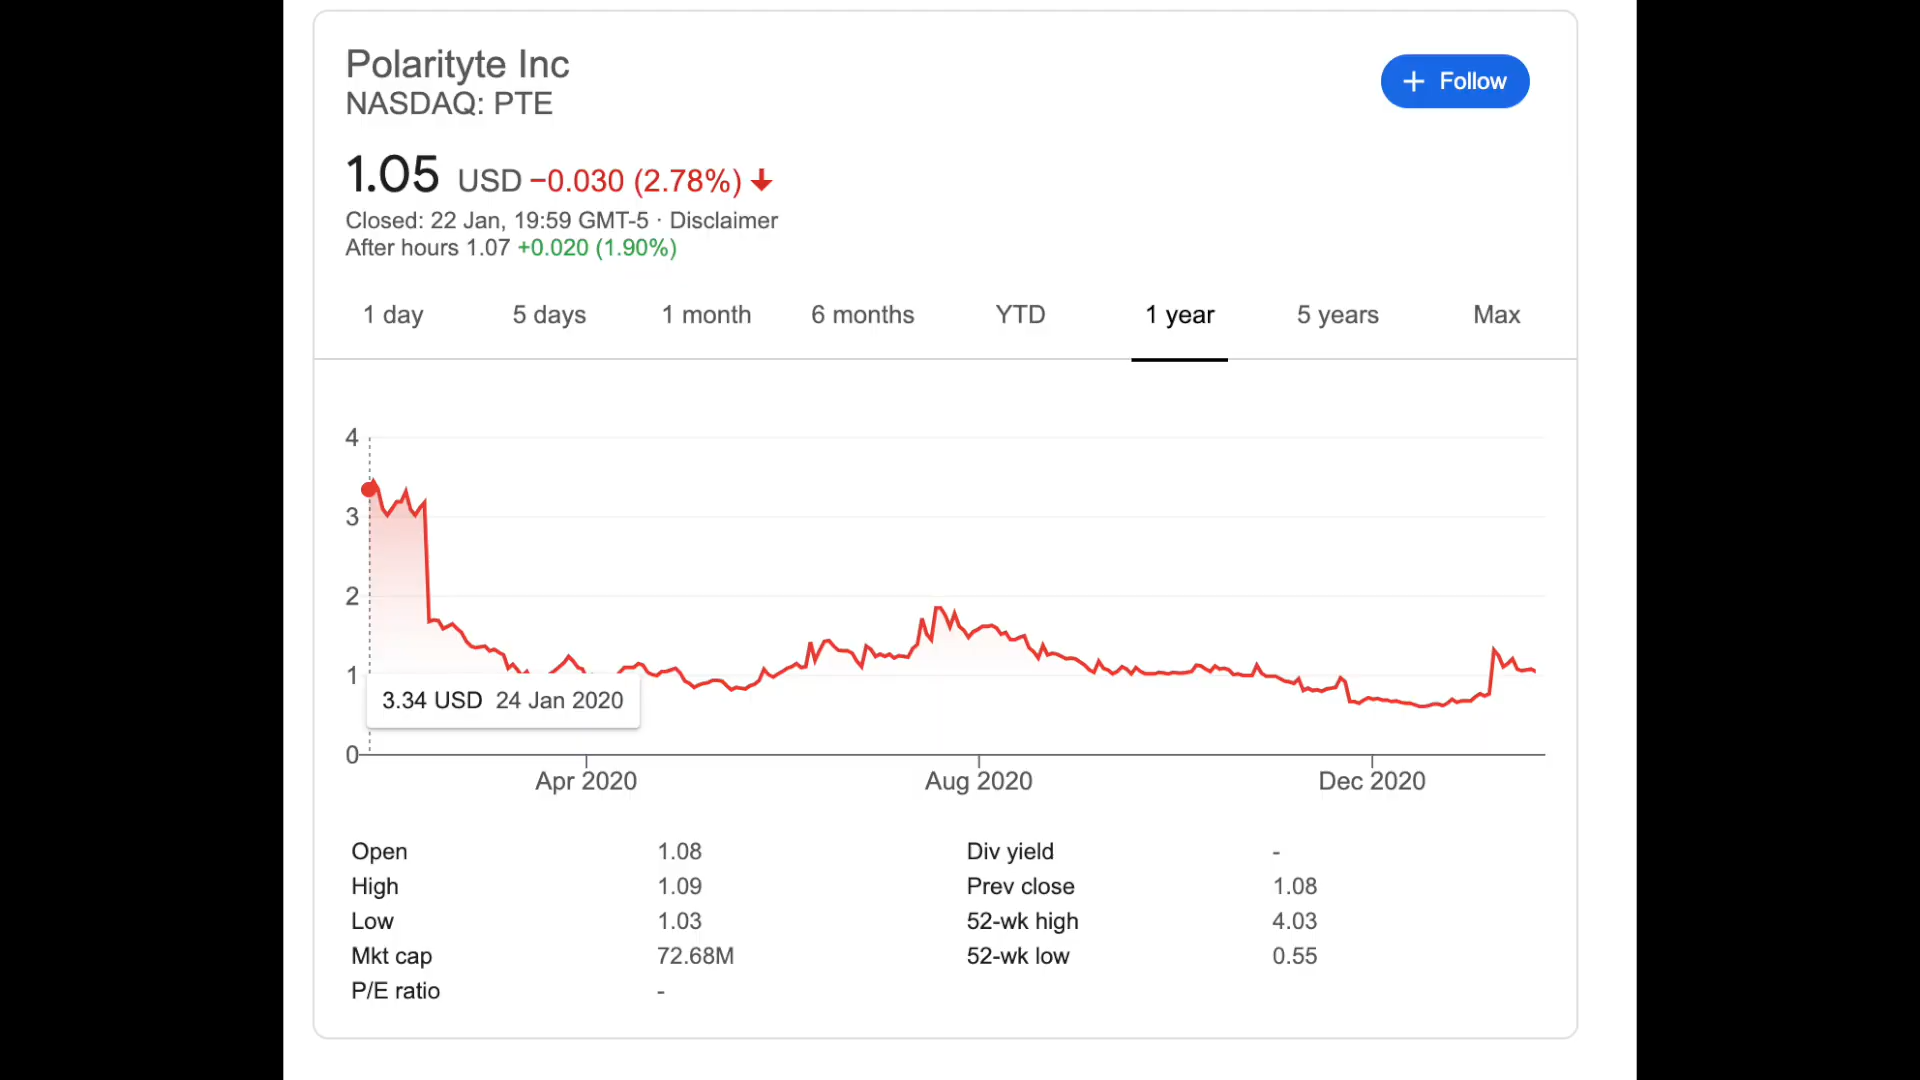 Polarityte Inc
NASDAQ: PTE
+ Follow
1.05 USD −0.030 (2.78%)
Closed: 22 Jan, 19:59 GMT-5 · Disclaimer
After hours 1.07 +0.020 (1.90%)
1 day 5 days 1 month 6 months YTD 1 year 5 years Max
4
3
2
1
3.34 USD 24 Jan 2020
0
Apr 2020 Aug 2020 Dec 2020
Open 1.08 Div yield -
High 1.09 Prev close 1.08
Low 1.03 52-wk high 4.03
Mkt cap 72.68M 52-wk low 0.55
P/E ratio -